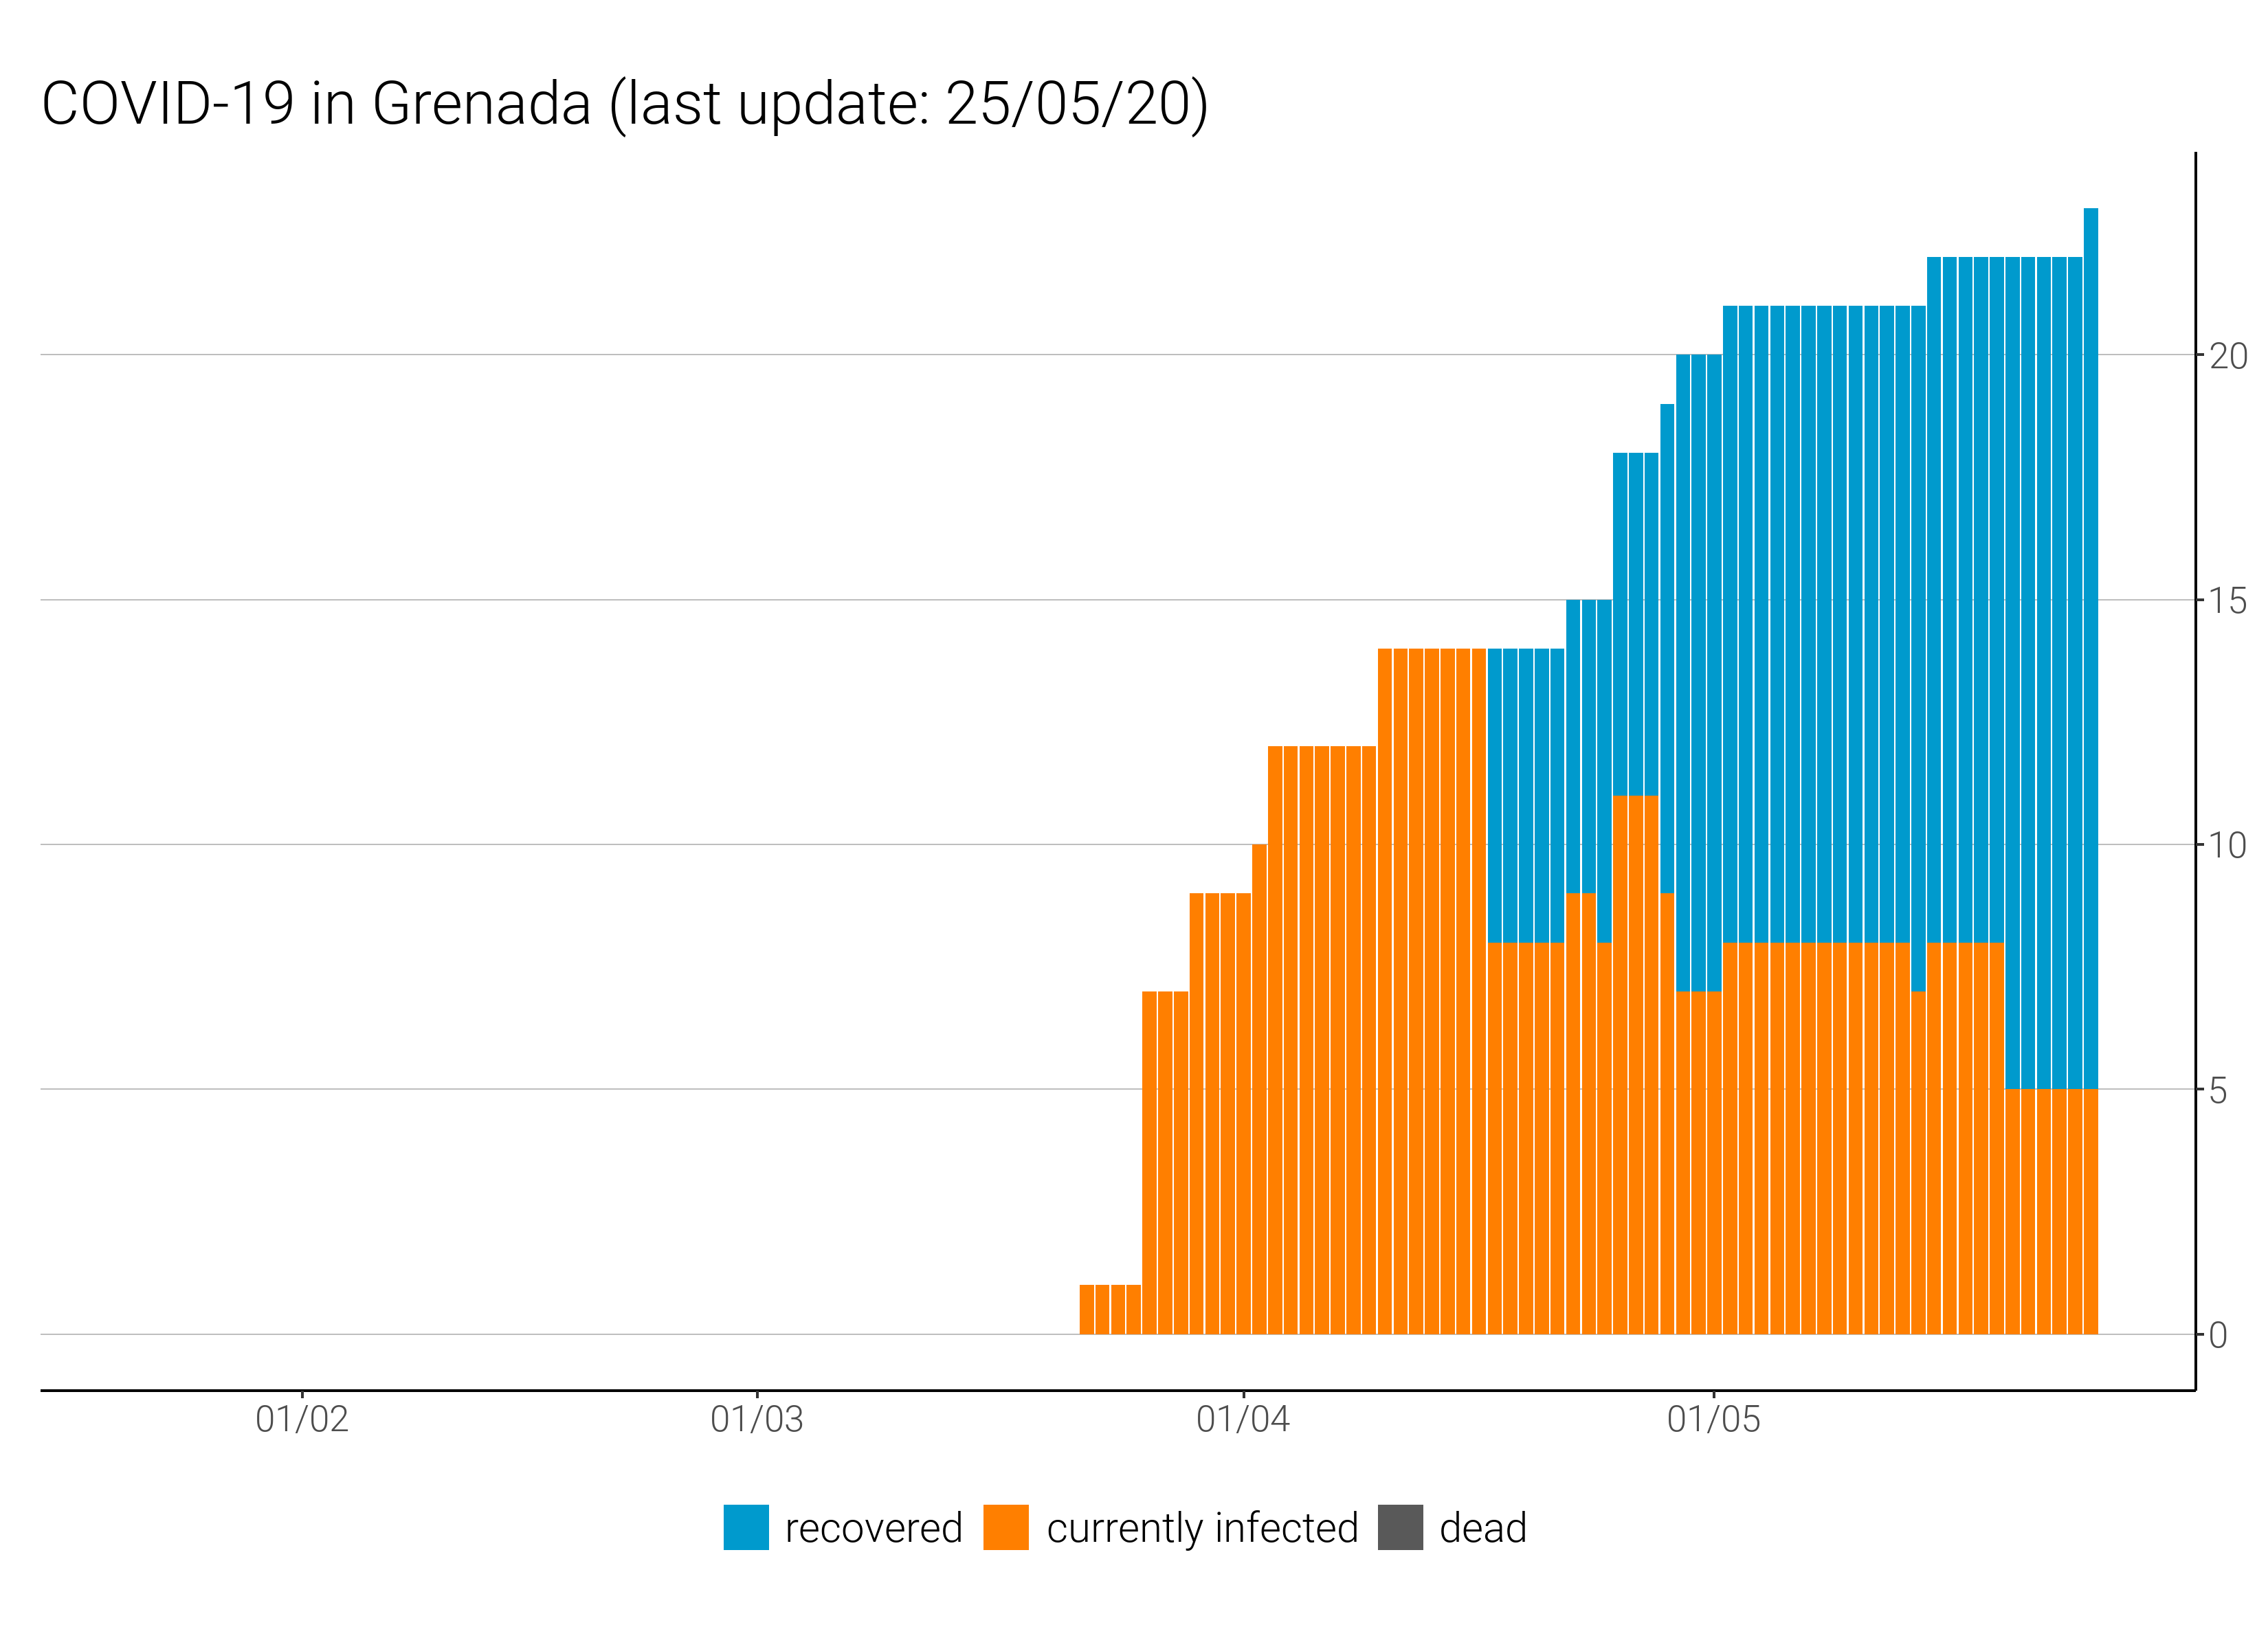 COVID-19 in Grenada (last update: 25/05/20)
20
15
10
5
0
01/02 01/03 01/04 01/05
recovered currently infected dead